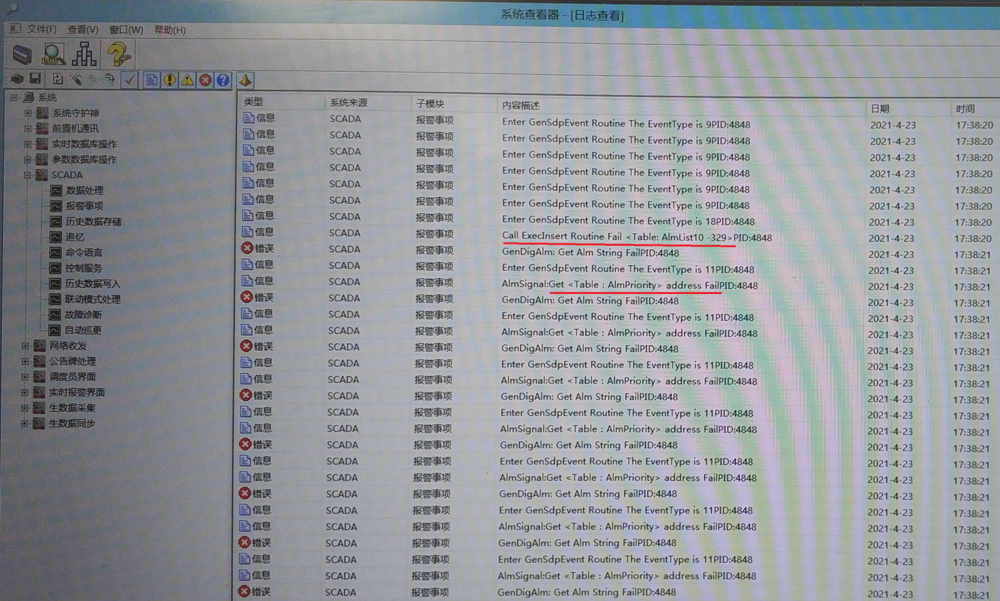 系统查看器 - [日志查看]
文件(F) 查看(V) 窗口(W) 帮助(H)
LOG
系统
系统守护神
前置机通讯
实时数据库操作
参数数据库操作
SCADA
数据处理
报警事项
历史数据存储
追忆
命令语言
控制服务
历史数据写入
联动模式处理
故障诊断
自动巡更
网络收发
公告牌处理
调度员界面
实时报警界面
生数据采集
生数据同步
类型 系统来源 子模块 内容描述 日期 时间
信息 SCADA 报警事项 Enter GenSdpEvent Routine The EventType is 9PID:4848 2021-4-23 17:38:20
信息 SCADA 报警事项 Enter GenSdpEvent Routine The EventType is 9PID:4848 2021-4-23 17:38:20
信息 SCADA 报警事项 Enter GenSdpEvent Routine The EventType is 9PID:4848 2021-4-23 17:38:20
信息 SCADA 报警事项 Enter GenSdpEvent Routine The EventType is 9PID:4848 2021-4-23 17:38:20
信息 SCADA 报警事项 Enter GenSdpEvent Routine The EventType is 9PID:4848 2021-4-23 17:38:20
信息 SCADA 报警事项 Enter GenSdpEvent Routine The EventType is 9PID:4848 2021-4-23 17:38:20
信息 SCADA 报警事项 Enter GenSdpEvent Routine The EventType is 18PID:4848 2021-4-23 17:38:20
信息 SCADA 报警事项 Call ExecInsert Routine Fail <Table: AlmList10 -329>PID:4848 2021-4-23 17:38:20
错误 SCADA 报警事项 GenDigAlm: Get Alm String FailPID:4848 2021-4-23 17:38:21
信息 SCADA 报警事项 Enter GenSdpEvent Routine The EventType is 11PID:4848 2021-4-23 17:38:21
信息 SCADA 报警事项 AlmSignal:Get <Table : AlmPriority> address FailPID:4848 2021-4-23 17:38:21
错误 SCADA 报警事项 GenDigAlm: Get Alm String FailPID:4848 2021-4-23 17:38:21
信息 SCADA 报警事项 Enter GenSdpEvent Routine The EventType is 11PID:4848 2021-4-23 17:38:21
信息 SCADA 报警事项 AlmSignal:Get <Table : AlmPriority> address FailPID:4848 2021-4-23 17:38:21
错误 SCADA 报警事项 GenDigAlm: Get Alm String FailPID:4848 2021-4-23 17:38:21
信息 SCADA 报警事项 Enter GenSdpEvent Routine The EventType is 11PID:4848 2021-4-23 17:38:21
信息 SCADA 报警事项 AlmSignal:Get <Table : AlmPriority> address FailPID:4848 2021-4-23 17:38:21
错误 SCADA 报警事项 GenDigAlm: Get Alm String FailPID:4848 2021-4-23 17:38:21
信息 SCADA 报警事项 Enter GenSdpEvent Routine The EventType is 11PID:4848 2021-4-23 17:38:21
信息 SCADA 报警事项 AlmSignal:Get <Table : AlmPriority> address FailPID:4848 2021-4-23 17:38:21
错误 SCADA 报警事项 GenDigAlm: Get Alm String FailPID:4848 2021-4-23 17:38:21
信息 SCADA 报警事项 Enter GenSdpEvent Routine The EventType is 11PID:4848 2021-4-23 17:38:21
信息 SCADA 报警事项 AlmSignal:Get <Table : AlmPriority> address FailPID:4848 2021-4-23 17:38:21
错误 SCADA 报警事项 GenDigAlm: Get Alm String FailPID:4848 2021-4-23 17:38:21
信息 SCADA 报警事项 Enter GenSdpEvent Routine The EventType is 11PID:4848 2021-4-23 17:38:21
信息 SCADA 报警事项 AlmSignal:Get <Table : AlmPriority> address FailPID:4848 2021-4-23 17:38:21
错误 SCADA 报警事项 GenDigAlm: Get Alm String FailPID:4848 2021-4-23 17:38:21
信息 SCADA 报警事项 Enter GenSdpEvent Routine The EventType is 11PID:4848 2021-4-23 17:38:21
信息 SCADA 报警事项 AlmSignal:Get <Table : AlmPriority> address FailPID:4848 2021-4-23 17:38:21
错误 SCADA 报警事项 GenDigAlm: Get Alm String FailPID:4848 2021-4-23 17:38:21